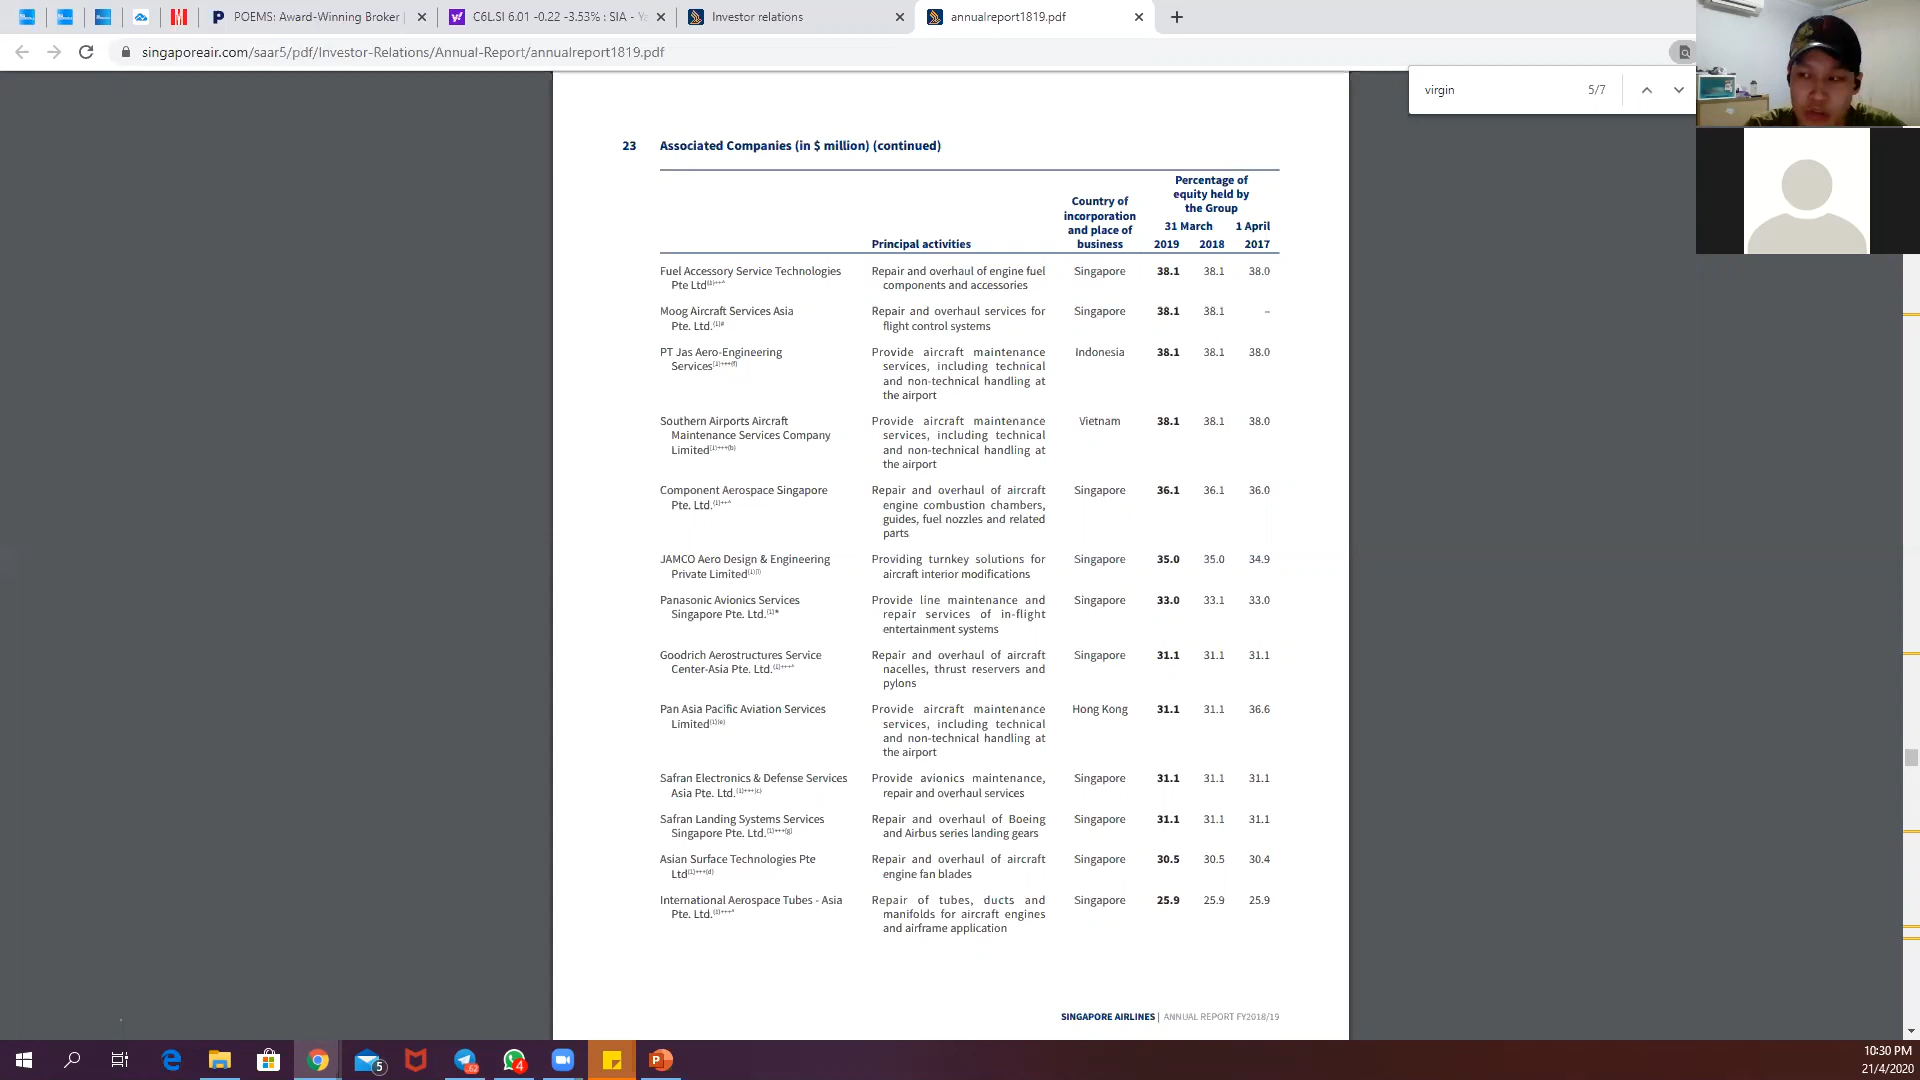 POEMS: Award-Winning Broker
C6L.SI 6.01 -0.22 -3.53% : SIA - Ya
Investor relations
annualreport1819.pdf
singaporeair.com/saar5/pdf/Investor-Relations/Annual-Report/annualreport1819.pdf
virgin 5/7
23 Associated Companies (in $ million) (continued)
Percentage of
equity held by
the Group
Country of
incorporation
and place of
business
31 March 1 April
Principal activities 2019 2018 2017
Fuel Accessory Service Technologies Repair and overhaul of engine fuel Singapore 38.1 38.1 38.0
Pte Ltd(1)++^ components and accessories
Moog Aircraft Services Asia Repair and overhaul services for Singapore 38.1 38.1 –
Pte. Ltd.(1)# flight control systems
PT Jas Aero-Engineering Provide aircraft maintenance Indonesia 38.1 38.1 38.0
Services(1)+++(f) services, including technical
and non-technical handling at
the airport
Southern Airports Aircraft Provide aircraft maintenance Vietnam 38.1 38.1 38.0
Maintenance Services Company services, including technical
Limited(1)+++(b) and non-technical handling at
the airport
Component Aerospace Singapore Repair and overhaul of aircraft Singapore 36.1 36.1 36.0
Pte. Ltd.(1)++^ engine combustion chambers,
guides, fuel nozzles and related
parts
JAMCO Aero Design & Engineering Providing turnkey solutions for Singapore 35.0 35.0 34.9
Private Limited aircraft interior modifications
Panasonic Avionics Services Provide line maintenance and Singapore 33.0 33.1 33.0
Singapore Pte. Ltd.(1)* repair services of in-flight
entertainment systems
Goodrich Aerostructures Service Repair and overhaul of aircraft Singapore 31.1 31.1 31.1
Center-Asia Pte. Ltd. nacelles, thrust reservers and
pylons
Pan Asia Pacific Aviation Services Provide aircraft maintenance Hong Kong 31.1 31.1 36.6
Limited(1)(e) services, including technical
and non-technical handling at
the airport
Safran Electronics & Defense Services Provide avionics maintenance, Singapore 31.1 31.1 31.1
Asia Pte. Ltd.(1)+++(c) repair and overhaul services
Safran Landing Systems Services Repair and overhaul of Boeing Singapore 31.1 31.1 31.1
Singapore Pte. Ltd.(1)+++(g) and Airbus series landing gears
Asian Surface Technologies Pte Repair and overhaul of aircraft Singapore 30.5 30.5 30.4
Ltd(1)+++(d) engine fan blades
International Aerospace Tubes - Asia Repair of tubes, ducts and Singapore 25.9 25.9 25.9
Pte. Ltd. manifolds for aircraft engines
and airframe application
SINGAPORE AIRLINES | ANNUAL REPORT FY2018/19
5
62
4
10:30 PM
21/4/2020